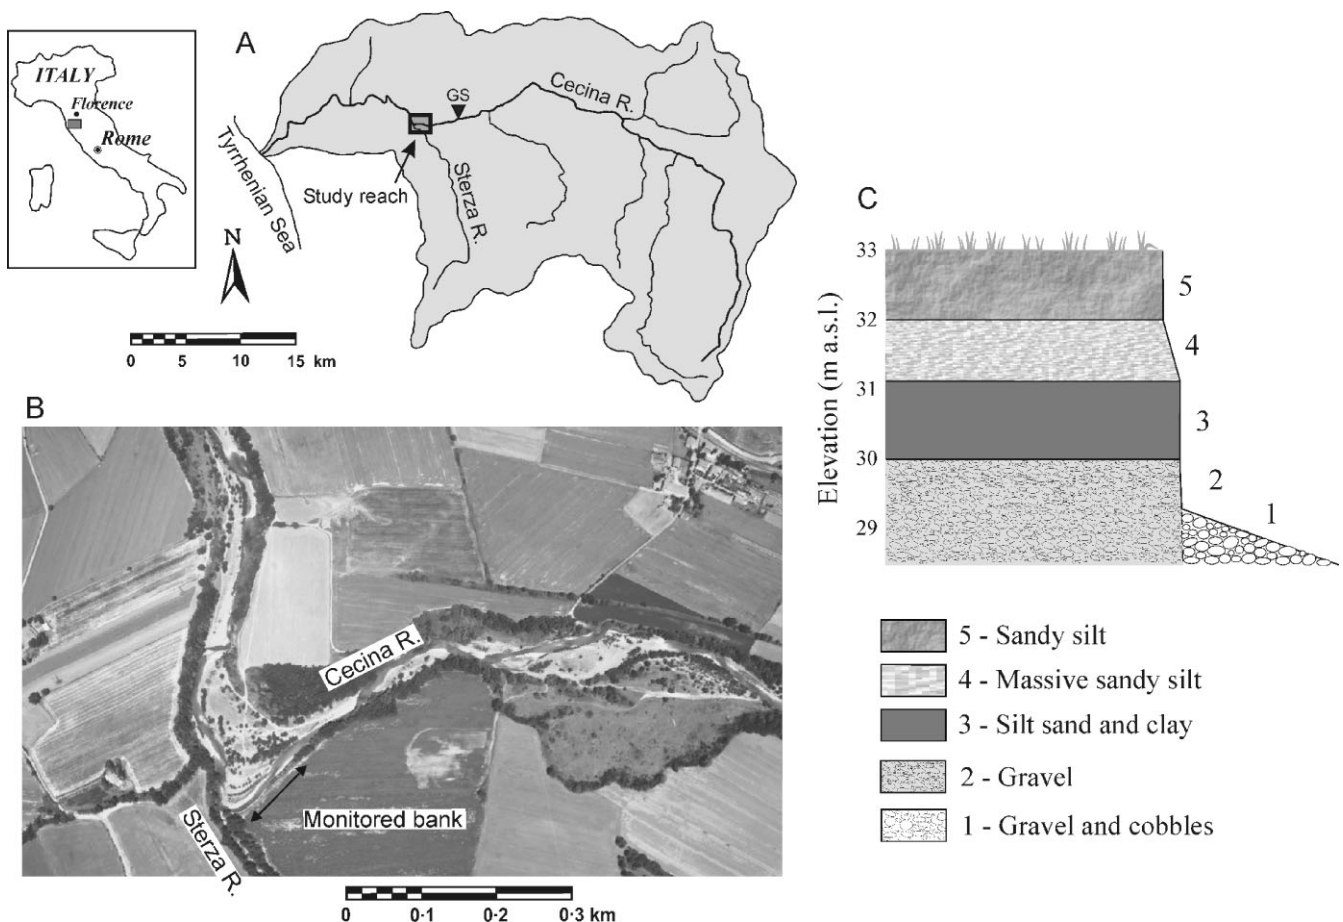 ITALY
Florence
Rome
A
GS
Cecina R.
Study reach
Sterza R.
Tyrrhenian Sea
N
0 5 10 15 km
B
Cecina R.
Monitored bank
Sterza R.
0 0·1 0·2 0·3 km
C
Elevation (m a.s.l.)
33
32
31
30
29
5
4
3
2
1
5 - Sandy silt
4 - Massive sandy silt
3 - Silt sand and clay
2 - Gravel
1 - Gravel and cobbles